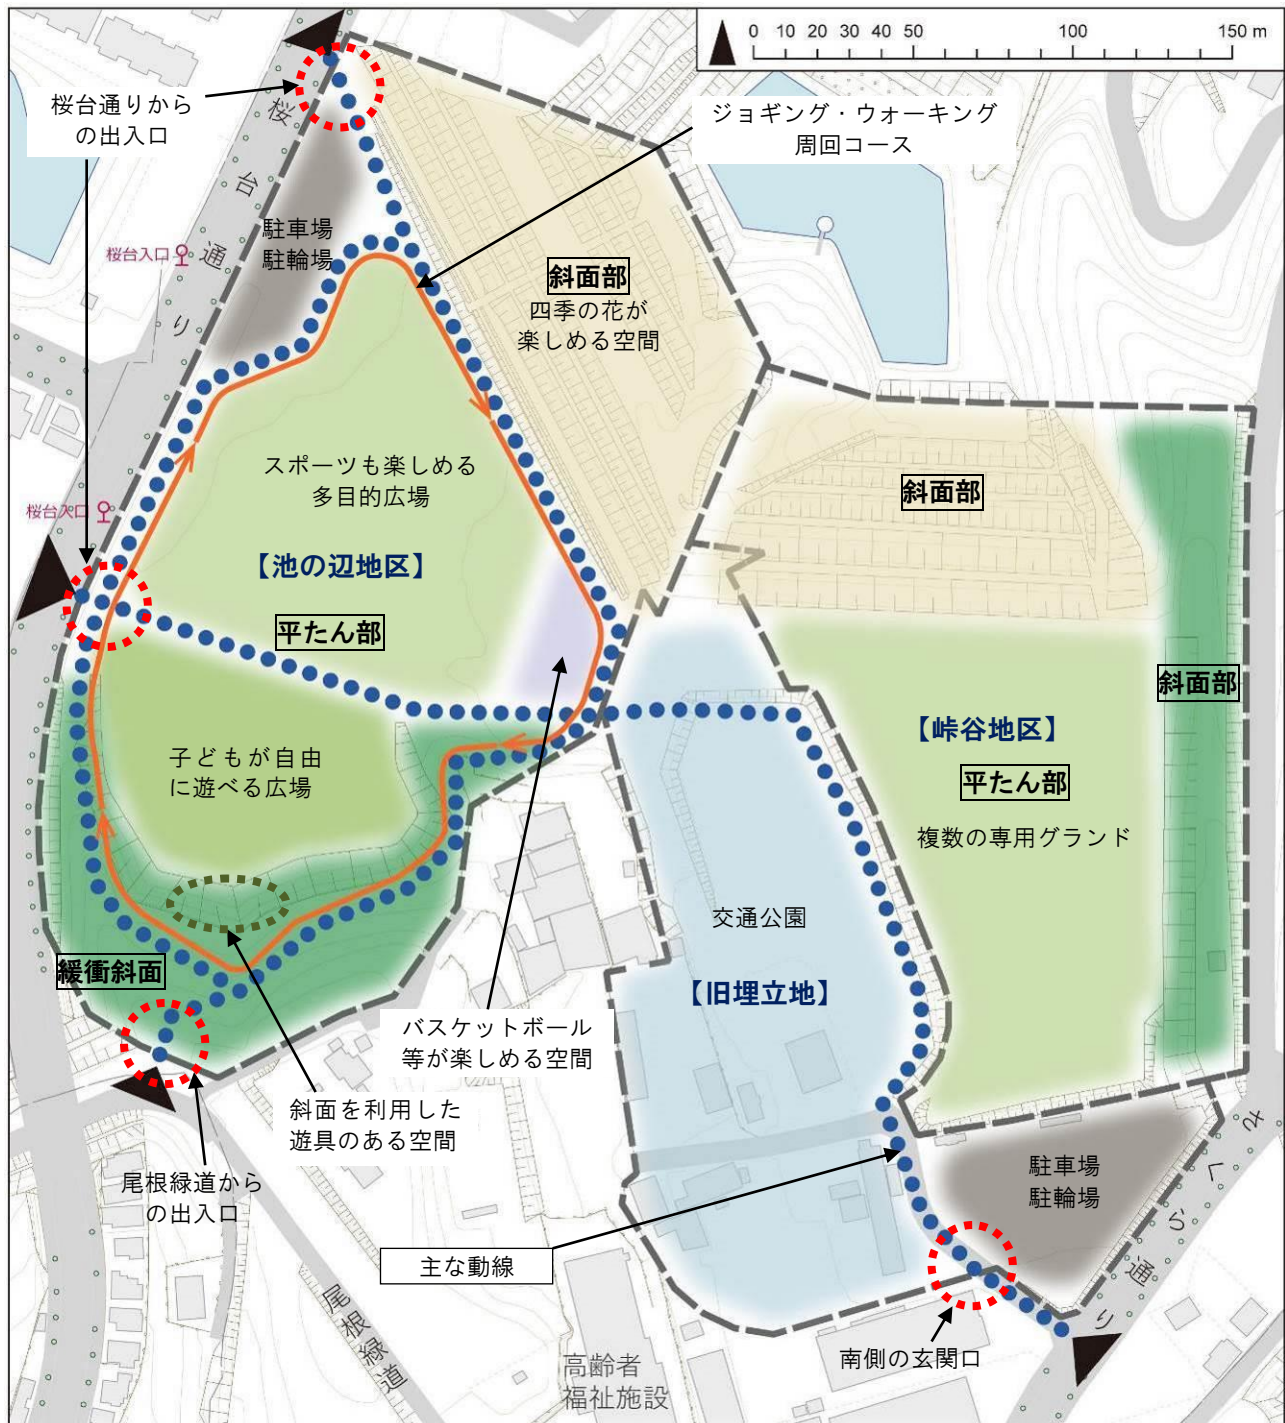 0 10 20 30 40 50 100 150 m
桜台通りから
の出入口
ジョギング・ウォーキング
周回コース
桜台通り
桜台入口
駐車場
駐輪場
斜面部
四季の花が
楽しめる空間
スポーツも楽しめる
多目的広場
桜台入口
【池の辺地区】
平たん部
斜面部
斜面部
【峠谷地区】
平たん部
複数の専用グランド
子どもが自由
に遊べる広場
交通公園
【旧埋立地】
緩衝斜面
バスケットボール
等が楽しめる空間
斜面を利用した
遊具のある空間
尾根緑道から
の出入口
主な動線
駐車場
駐輪場
さくら通り
南側の玄関口
尾根緑道
高齢者
福祉施設